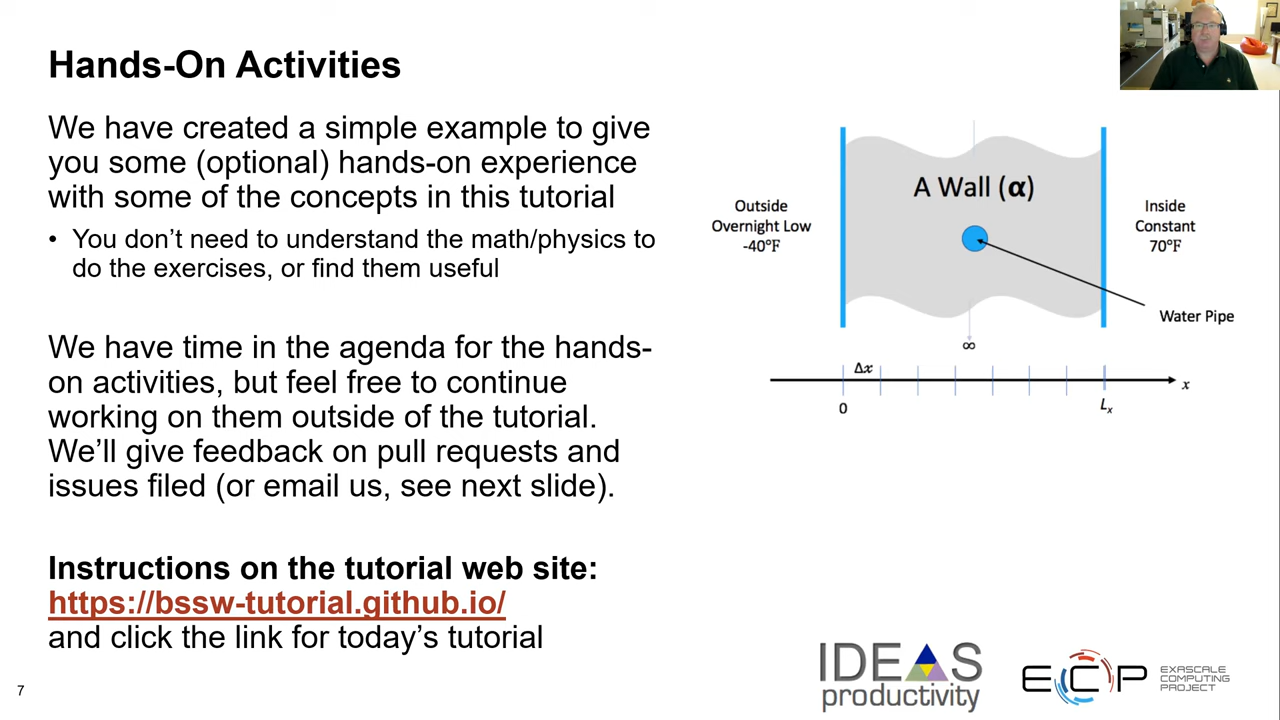 Hands-On Activities
We have created a simple example to give
you some (optional) hands-on experience
with some of the concepts in this tutorial
• You don’t need to understand the math/physics to
do the exercises, or find them useful
We have time in the agenda for the hands-
on activities, but feel free to continue
working on them outside of the tutorial.
We’ll give feedback on pull requests and
issues filed (or email us, see next slide).
Instructions on the tutorial web site:
https://bssw-tutorial.github.io/
and click the link for today’s tutorial
A Wall (α)
Outside
Overnight Low
-40°F
Inside
Constant
70°F
Water Pipe
∞
Δx
x
0
Lₓ
7
IDEAS
productivity
ECP
EXASCALE
COMPUTING
PROJECT